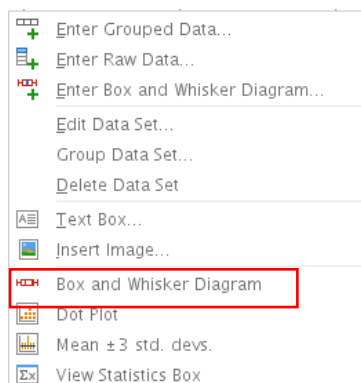 Enter Grouped Data...
Enter Raw Data...
Enter Box and Whisker Diagram...
Edit Data Set...
Group Data Set...
Delete Data Set
A Text Box...
Insert Image...
Box and Whisker Diagram
Dot Plot
Mean ±3 std. devs.
Σx View Statistics Box